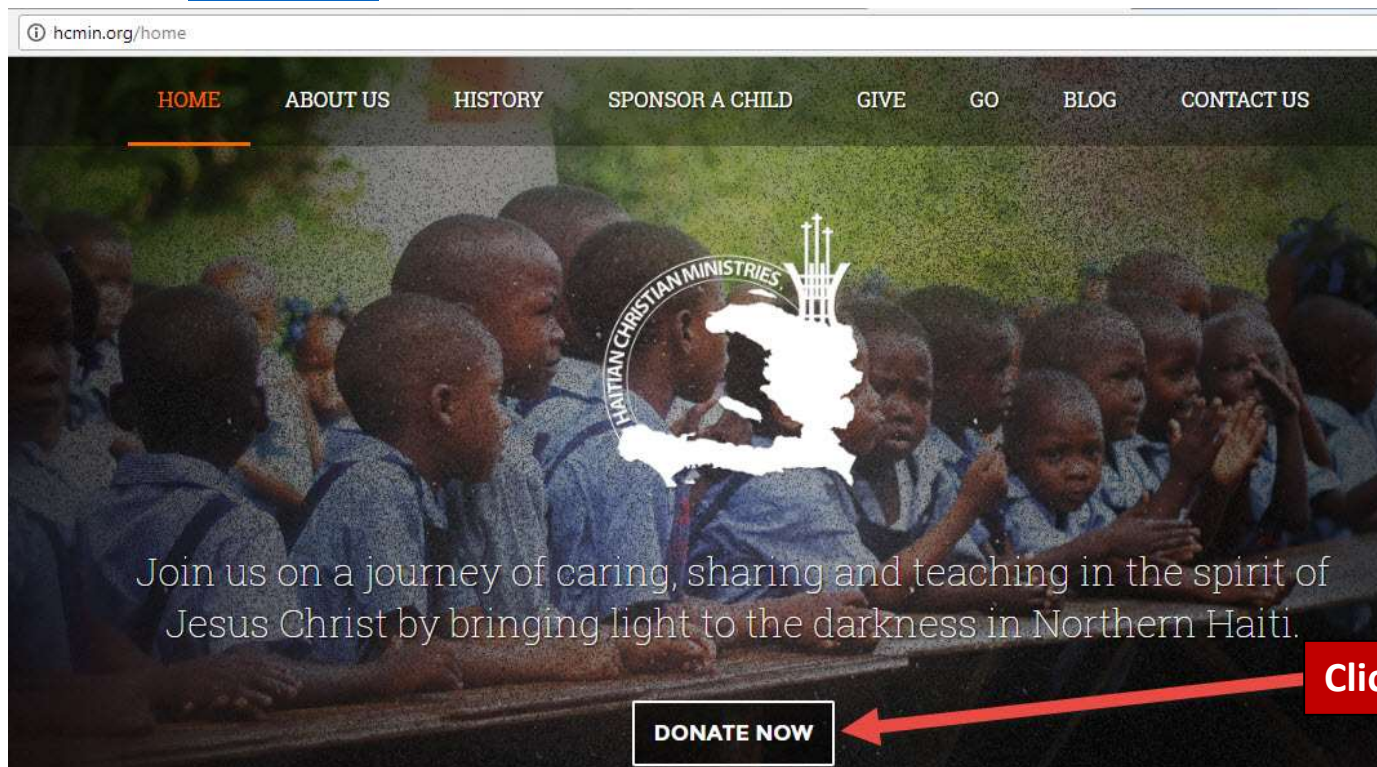 hcmin.org/home
HOME ABOUT US HISTORY SPONSOR A CHILD GIVE GO BLOG CONTACT US
HAITIAN CHRISTIAN MINISTRIES
Join us on a journey of caring, sharing and teaching in the spirit of
Jesus Christ by bringing light to the darkness in Northern Haiti.
DONATE NOW